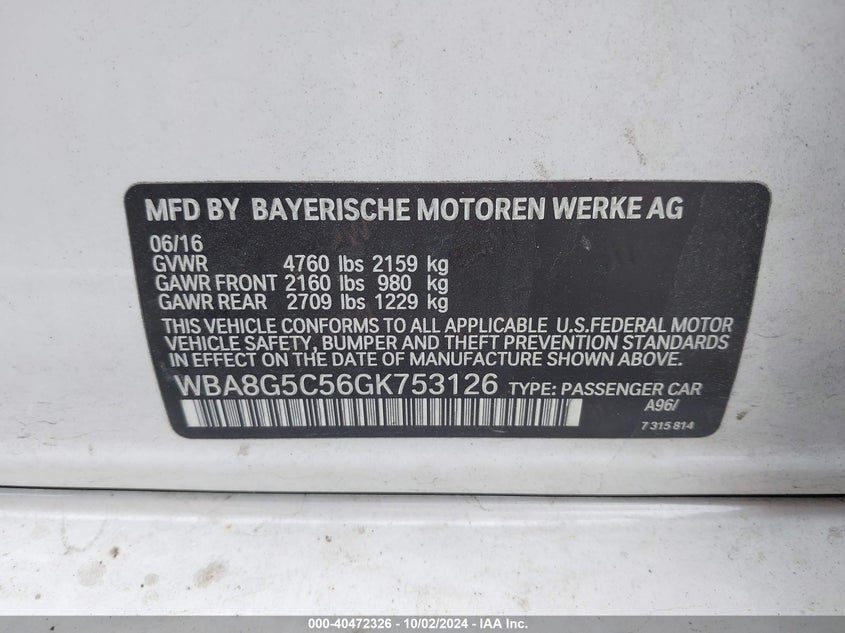 MFD BY BAYERISCHE MOTOREN WERKE AG
06/16
GVWR 4760 lbs 2159 kg
GAWR FRONT 2160 lbs 980 kg
GAWR REAR 2709 lbs 1229 kg
THIS VEHICLE CONFORMS TO ALL APPLICABLE U.S.FEDERAL MOTOR
VEHICLE SAFETY, BUMPER AND THEFT PREVENTION STANDARDS
IN EFFECT ON THE DATE OF MANUFACTURE
WBA8G5C56GK753126 TYPE: PASSENGER CAR
A96/
7 315 814
000-40472326 - 10/02/2024 - IAA Inc.